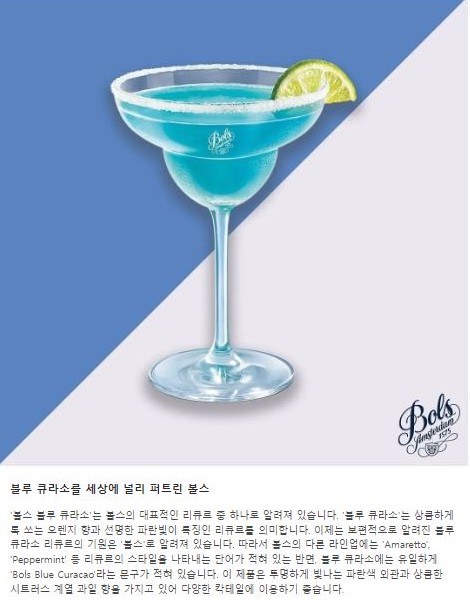 Bols
Bols
Amsterdam
1575
블루 큐라소를 세상에 널리 퍼트린 볼스
'볼스 블루 큐라소'는 볼스의 대표적인 리큐르 중 하나로 알려져 있습니다. '블루 큐라소'는 상큼하게
톡 쏘는 오렌지 향과 선명한 파란빛이 특징인 리큐르를 의미합니다. 이제는 보편적으로 알려진 블루
큐라소 리큐르의 기원은 '볼스'로 알려져 있습니다. 따라서 볼스의 다른 라인업에는 'Amaretto',
'Peppermint' 등 리큐르의 스타일을 나타내는 단어가 적혀 있는 반면, 블루 큐라소에는 유일하게
'Bols Blue Curacao'라는 문구가 적혀 있습니다. 이 제품은 투명하게 빛나는 파란색 외관과 상큼한
시트러스 계열 과일 향을 가지고 있어 다양한 칵테일에 이용하기 좋습니다.